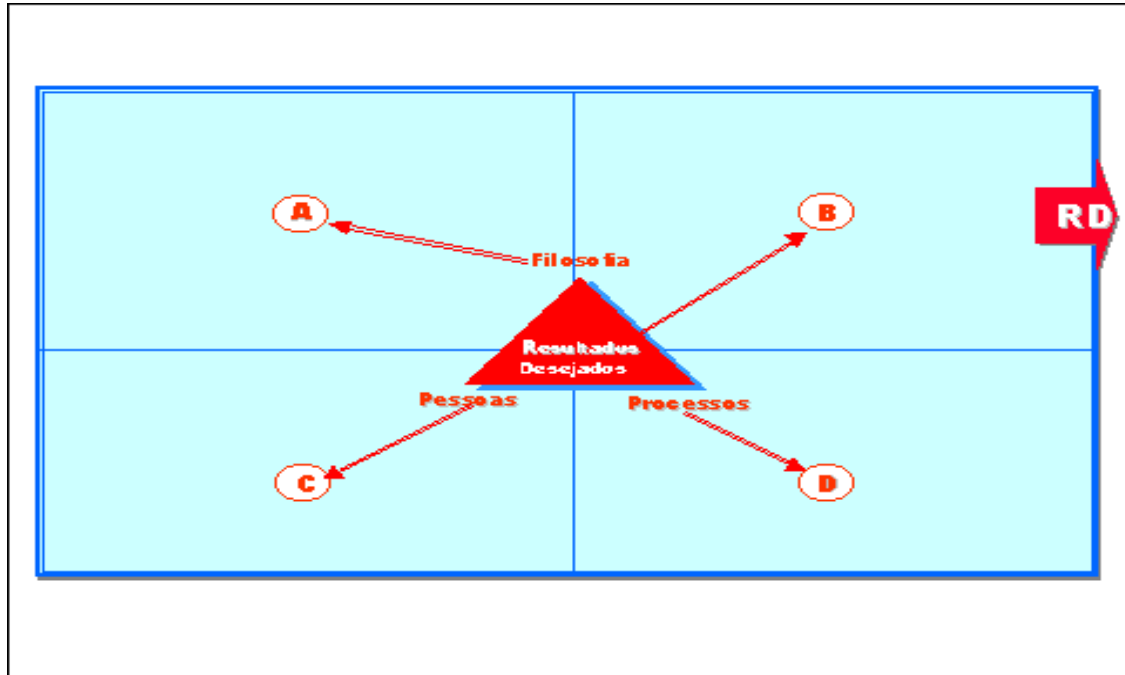 A
B
RD
Filosofia
Resultados
Desejados
Pessoas
Processos
C
D